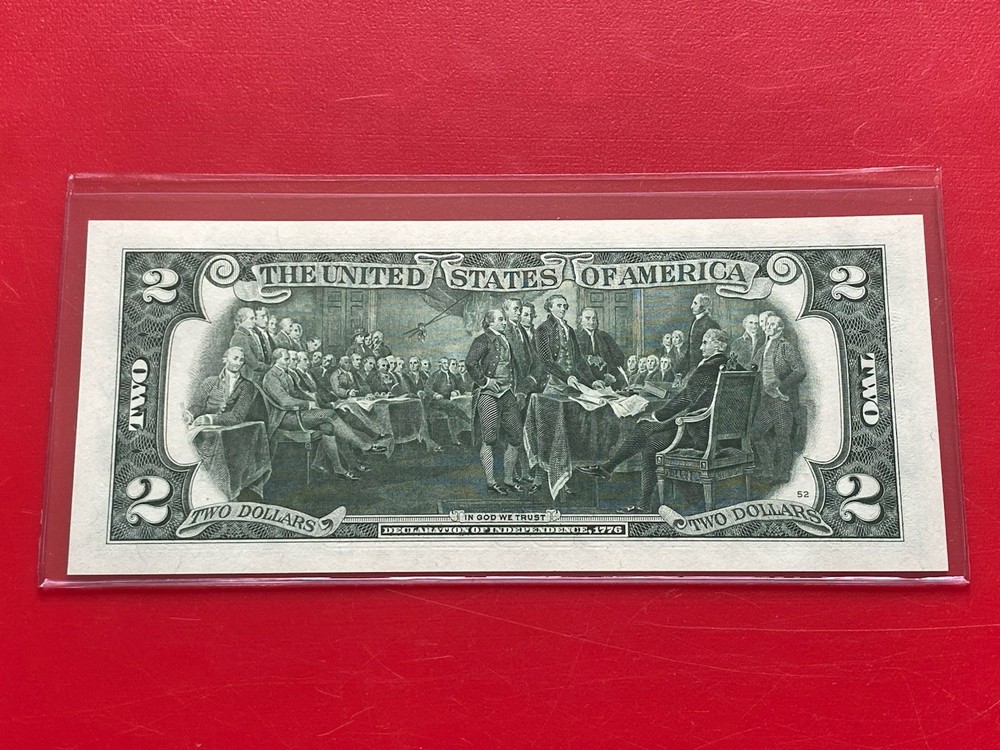 2 THE UNITED STATES OF AMERICA 2
TWO TWO
52
2 TWO DOLLARS IN GOD WE TRUST TWO DOLLARS 2
DECLARATION OF INDEPENDENCE, 1776